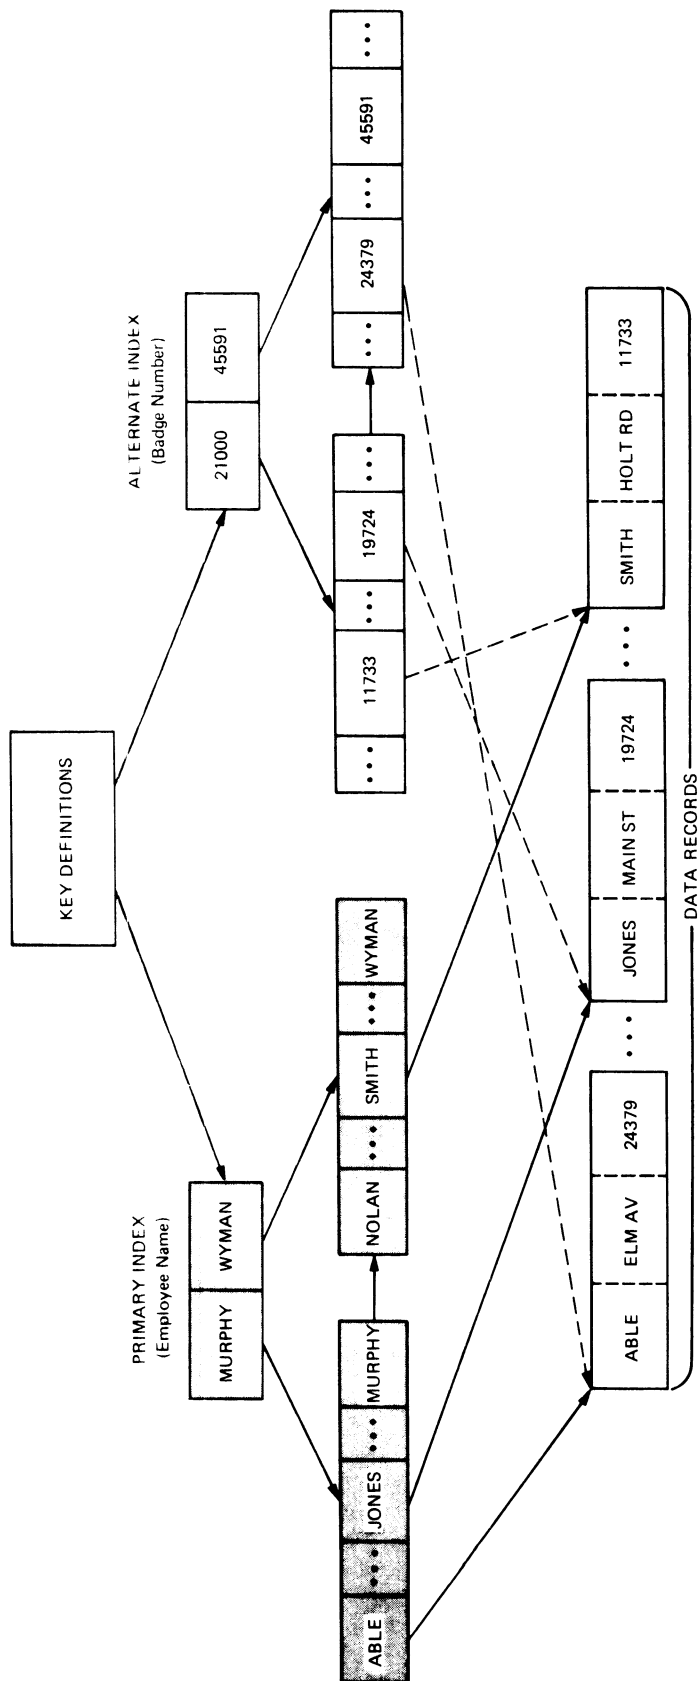 KEY DEFINITIONS
PRIMARY INDEX
(Employee Name)
ALTERNATE INDEX
(Badge Number)
MURPHY WYMAN
21000 45591
ABLE ... JONES ... MURPHY
NOLAN ... SMITH ... WYMAN
... 11733 ... 19724 ...
... 24379 ... 45591 ...
ABLE ELM AV 24379 ... JONES MAIN ST 19724 ... SMITH HOLT RD 11733
DATA RECORDS